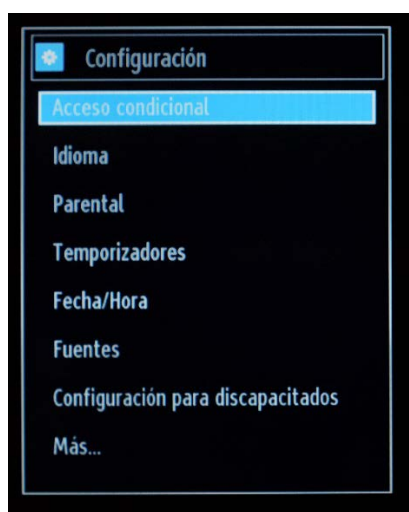 Configuración
Acceso condicional
Idioma
Parental
Temporizadores
Fecha/Hora
Fuentes
Configuración para discapacitados
Más...